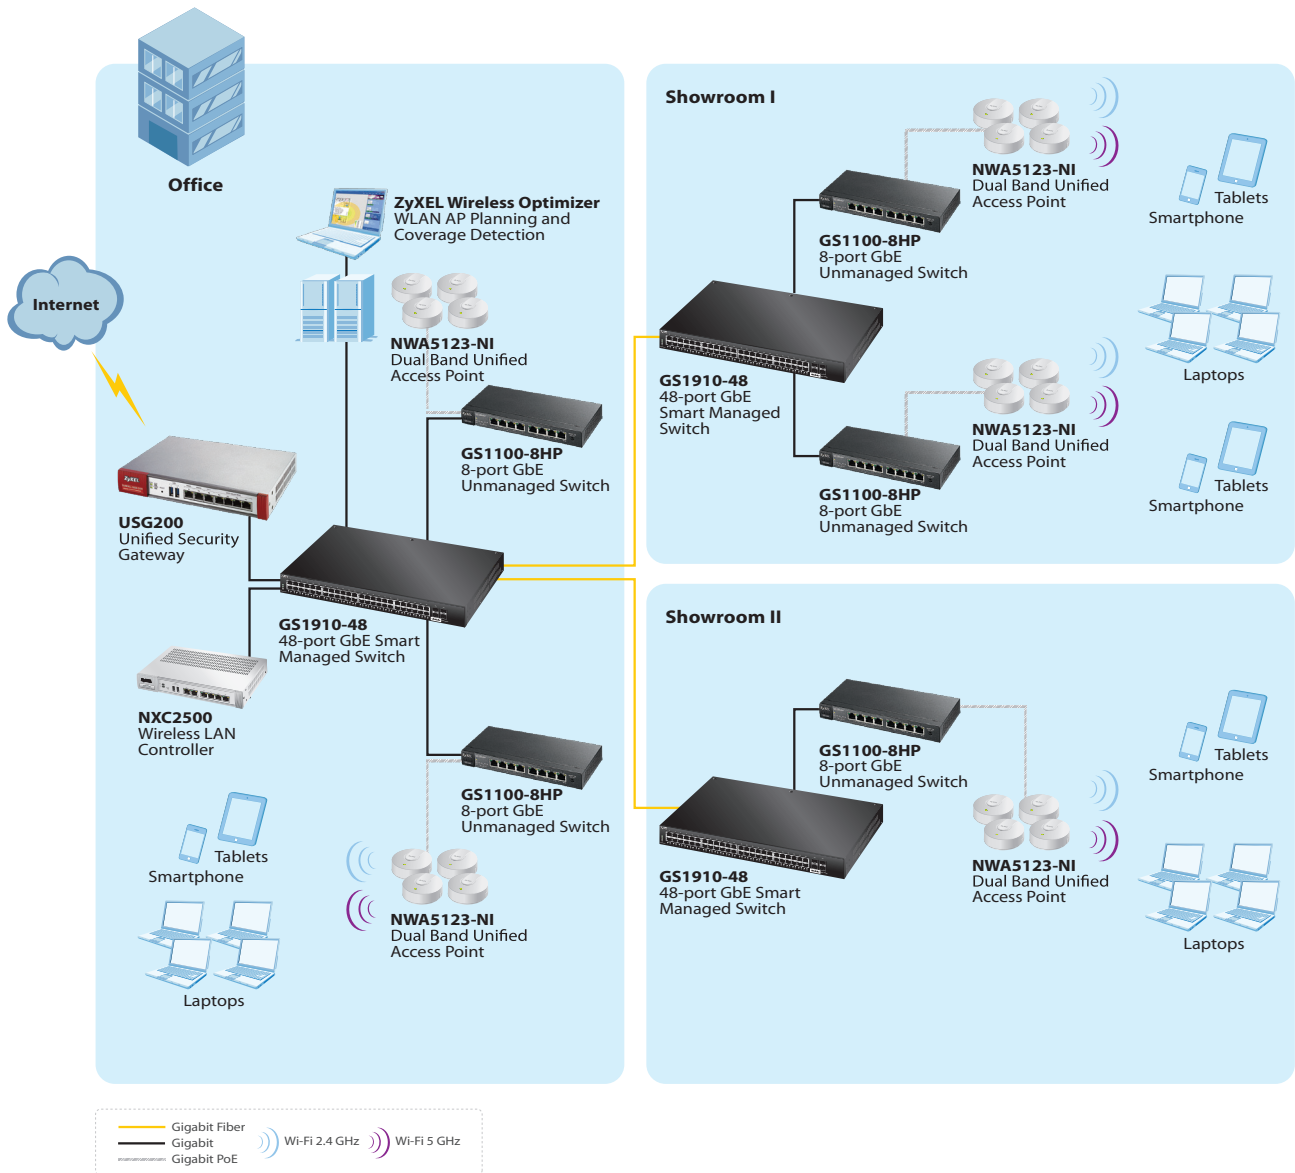 Office
Internet
ZyXEL Wireless Optimizer
WLAN AP Planning and
Coverage Detection
NWA5123-NI
Dual Band Unified
Access Point
GS1100-8HP
8-port GbE
Unmanaged Switch
ZyXEL
USG200
Unified Security
Gateway
GS1910-48
48-port GbE Smart
Managed Switch
NXC2500
Wireless LAN
Controller
GS1100-8HP
8-port GbE
Unmanaged Switch
Tablets
Smartphone
NWA5123-NI
Dual Band Unified
Access Point
Laptops
Showroom I
NWA5123-NI
Dual Band Unified
Access Point
Tablets
Smartphone
GS1100-8HP
8-port GbE
Unmanaged Switch
GS1910-48
48-port GbE
Smart Managed
Switch
Laptops
NWA5123-NI
Dual Band Unified
Access Point
GS1100-8HP
8-port GbE
Unmanaged Switch
Tablets
Smartphone
Showroom II
GS1100-8HP
8-port GbE
Unmanaged Switch
Tablets
Smartphone
GS1910-48
48-port GbE Smart
Managed Switch
NWA5123-NI
Dual Band Unified
Access Point
Laptops
Gigabit Fiber
Gigabit
Gigabit PoE
Wi-Fi 2.4 GHz
Wi-Fi 5 GHz